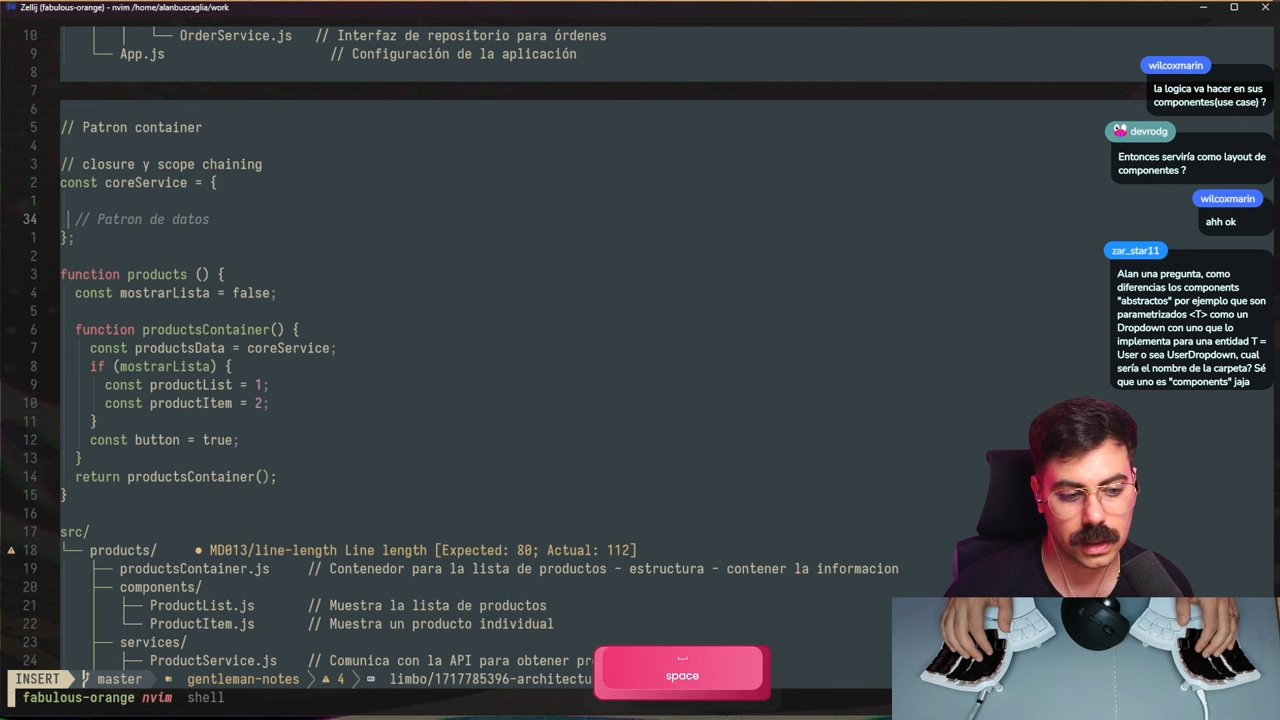 Zellij (fabulous-orange) - nvim /home/alanbuscaglia/work
10 │ │ └── OrderService.js // Interfaz de repositorio para órdenes
9 └── App.js // Configuración de la aplicación
8
7
6
5 // Patron container
4
3 // closure y scope chaining
2 const coreService = {
1
34 // Patron de datos
1 };
2
3 function products () {
4 const mostrarLista = false;
5
6 function productsContainer() {
7 const productsData = coreService;
8 if (mostrarLista) {
9 const productList = 1;
10 const productItem = 2;
11 }
12 const button = true;
13 }
14 return productsContainer();
15 }
16
17 src/
18 └── products/ ● MD013/line-length Line length [Expected: 80; Actual: 112]
19 ├── productsContainer.js // Contenedor para la lista de productos - estructura - contener la informacion
20 ├── components/
21 │ ├── ProductList.js // Muestra la lista de productos
22 │ └── ProductItem.js // Muestra un producto individual
23 ├── services/
24 │ ├── ProductService.js // Comunica con la API para obtener pr
INSERT master gentleman-notes 4 limbo/1717785396-architectu
fabulous-orange nvim shell
space
wilcoxmarin
la logica va hacer en sus
componentes(use case) ?
devrodg
Entonces serviría como layout de
componentes ?
wilcoxmarin
ahh ok
zar_star11
Alan una pregunta, como
diferencias los components
"abstractos" por ejemplo que son
parametrizados <T> como un
Dropdown con uno que lo
implementa para una entidad T =
User o sea UserDropdown, cual
sería el nombre de la carpeta? Sé
que uno es "components" jaja